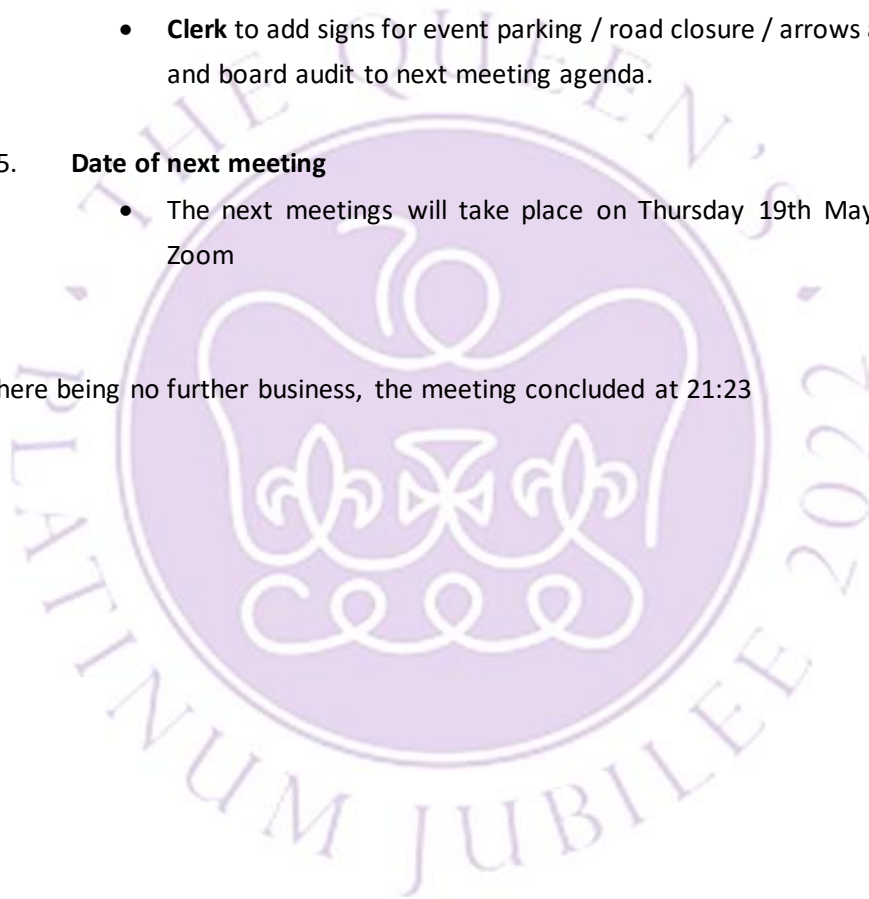 • Clerk to add signs for event parking / road closure / arrows
and board audit to next meeting agenda.
5. Date of next meeting
• The next meetings will take place on Thursday 19th May
Zoom
here being no further business, the meeting concluded at 21:23
THE QUEEN'S
PLATINUM JUBILEE 2022